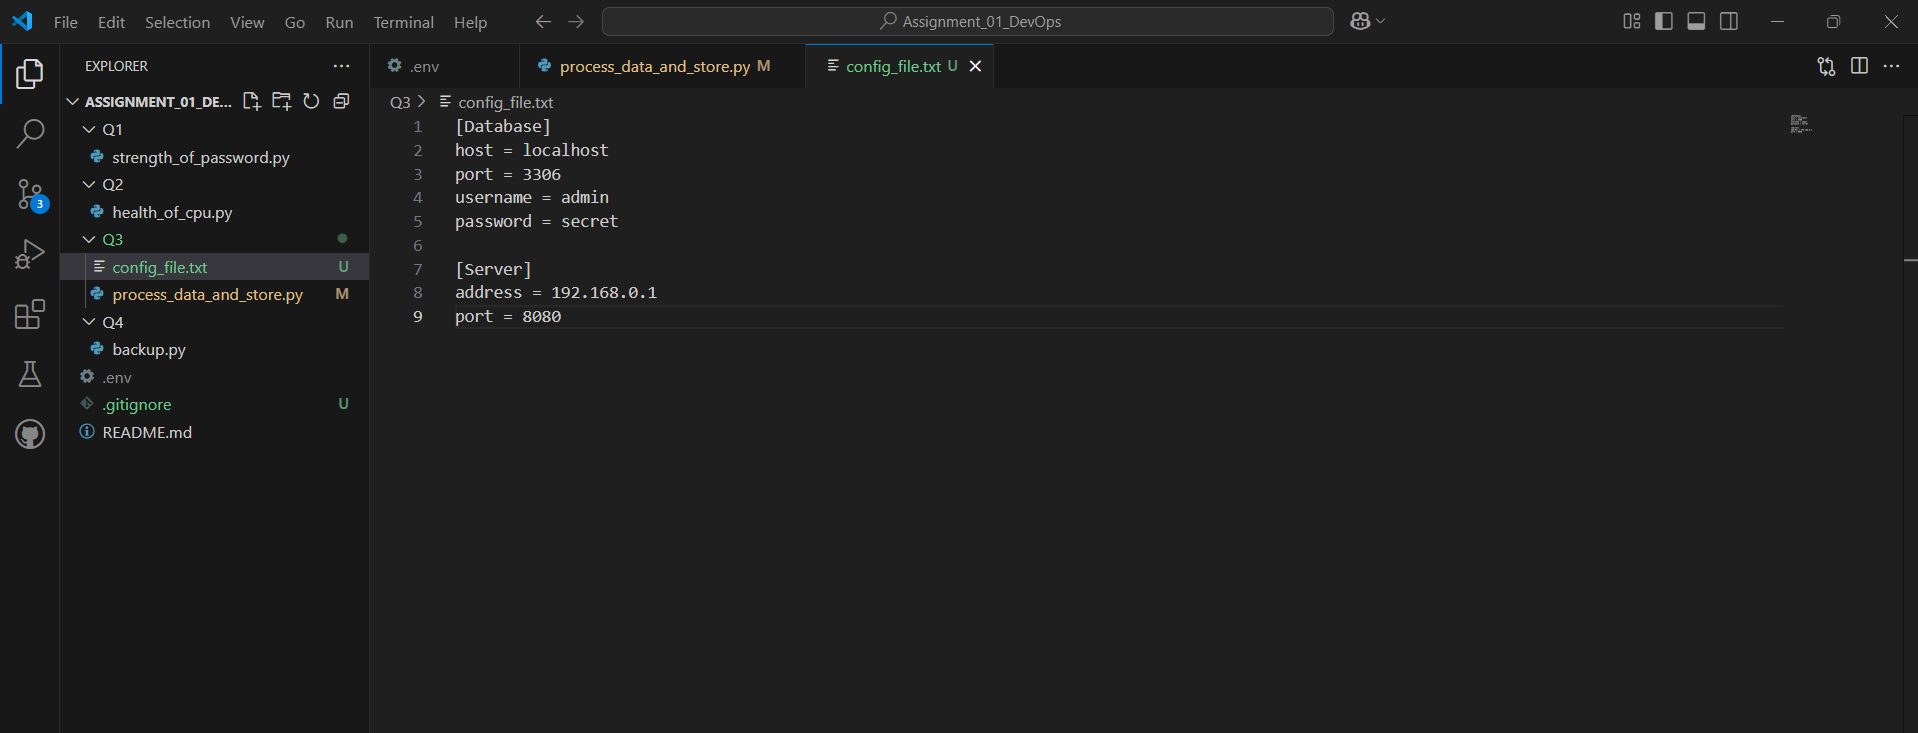 File Edit Selection View Go Run Terminal Help
Assignment_01_DevOps
EXPLORER
ASSIGNMENT_01_DE...
Q1
strength_of_password.py
Q2
health_of_cpu.py
3
Q3
config_file.txt U
process_data_and_store.py M
Q4
backup.py
.env
.gitignore U
README.md
.env
process_data_and_store.py M
config_file.txt U
Q3 > config_file.txt
1 [Database]
2 host = localhost
3 port = 3306
4 username = admin
5 password = secret
6
7 [Server]
8 address = 192.168.0.1
9 port = 8080